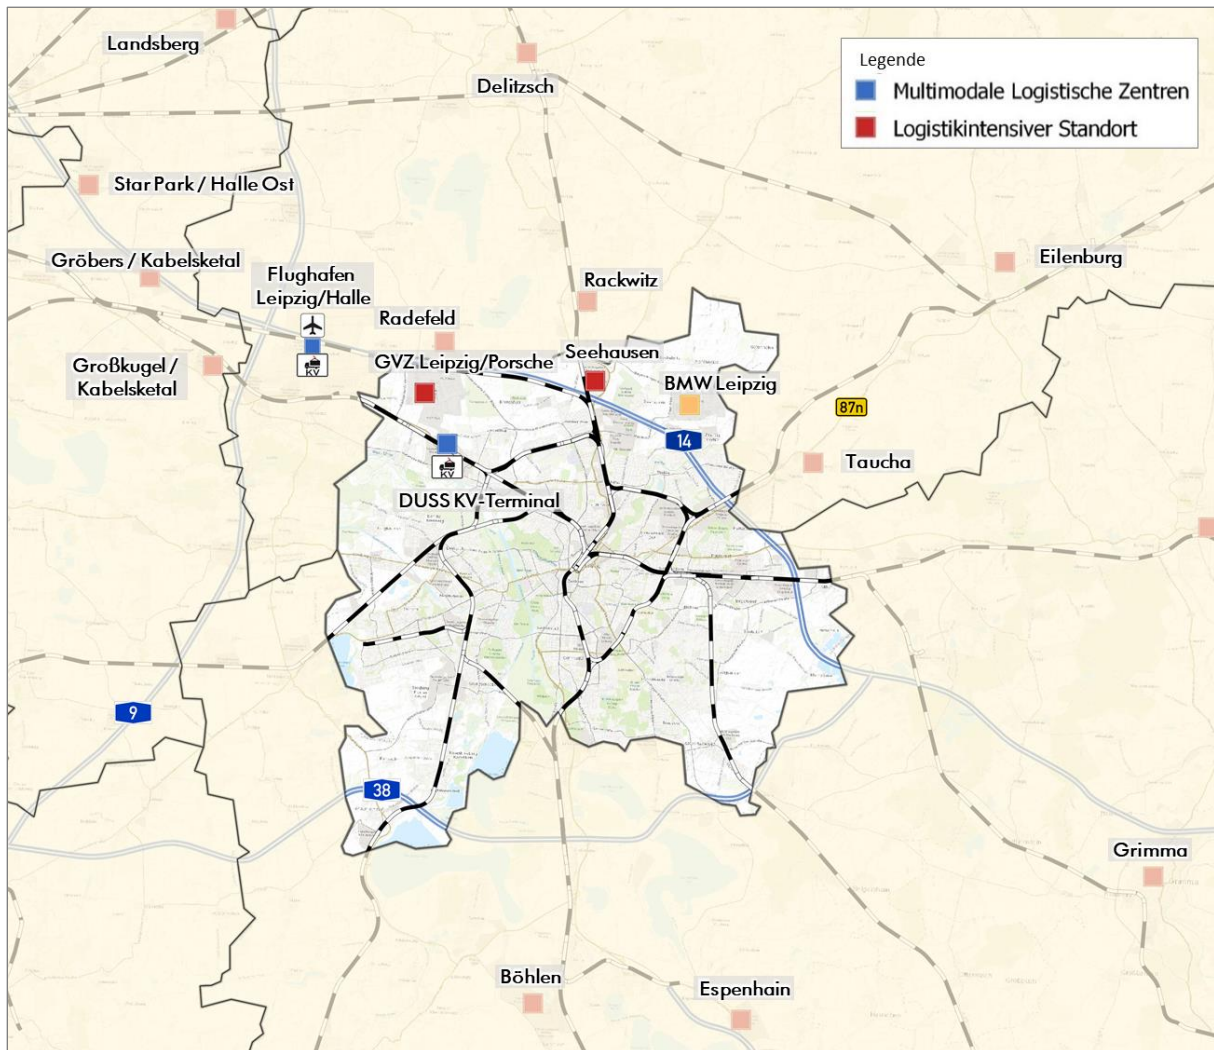 Landsberg
Delitzsch
Legende
Multimodale Logistische Zentren
Logistikintensiver Standort
Star Park / Halle Ost
Gröbers / Kabelsketal
Flughafen
Leipzig/Halle
Eilenburg
Rackwitz
Radefeld
KV
Großkugel /
Kabelsketal
GVZ Leipzig/Porsche
Seehausen
BMW Leipzig
87n
14
KV
Taucha
DUSS KV-Terminal
9
38
Grimma
Böhlen
Espenhain